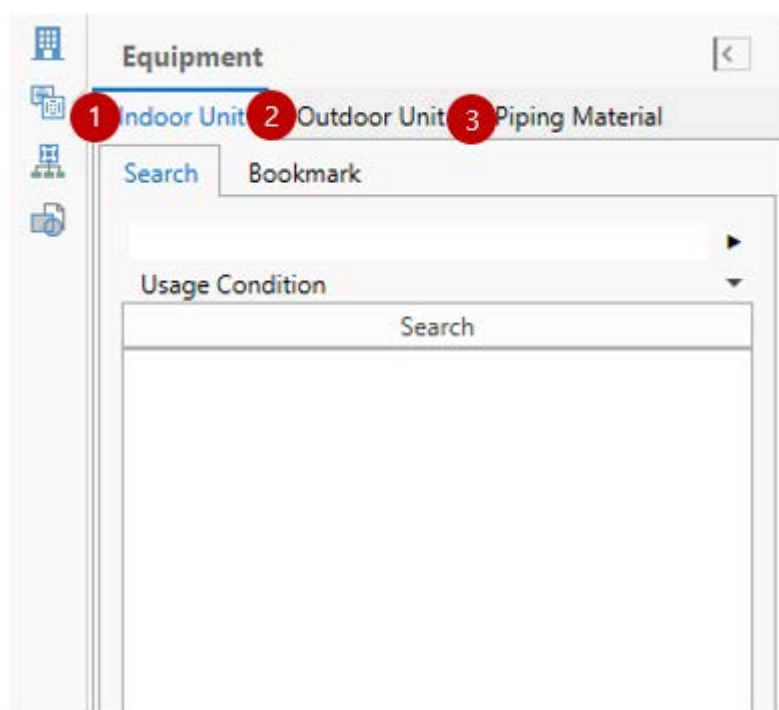 Equipment
1 Indoor Unit 2 Outdoor Unit 3 Piping Material
Search Bookmark
Usage Condition
Search